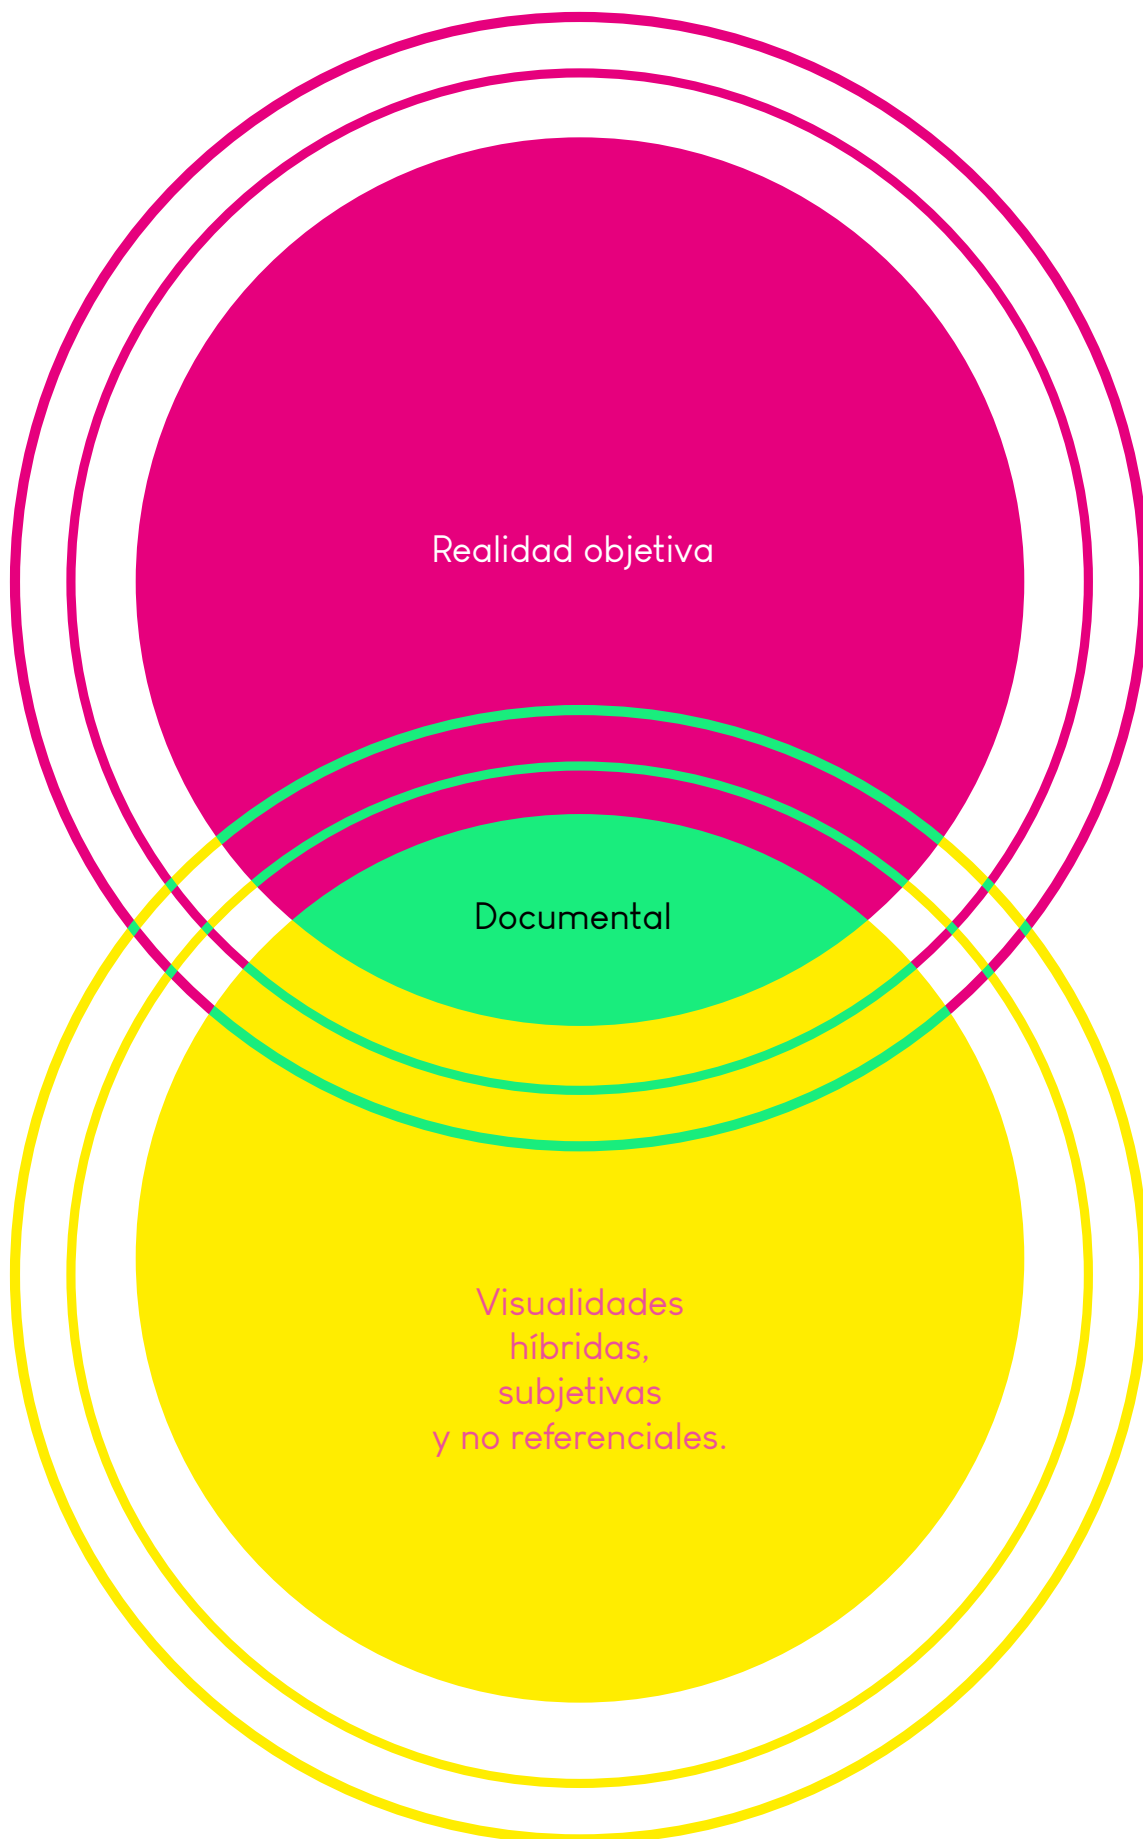 Realidad objetiva
Documental
Visualidades
híbridas,
subjetivas
y no referenciales.